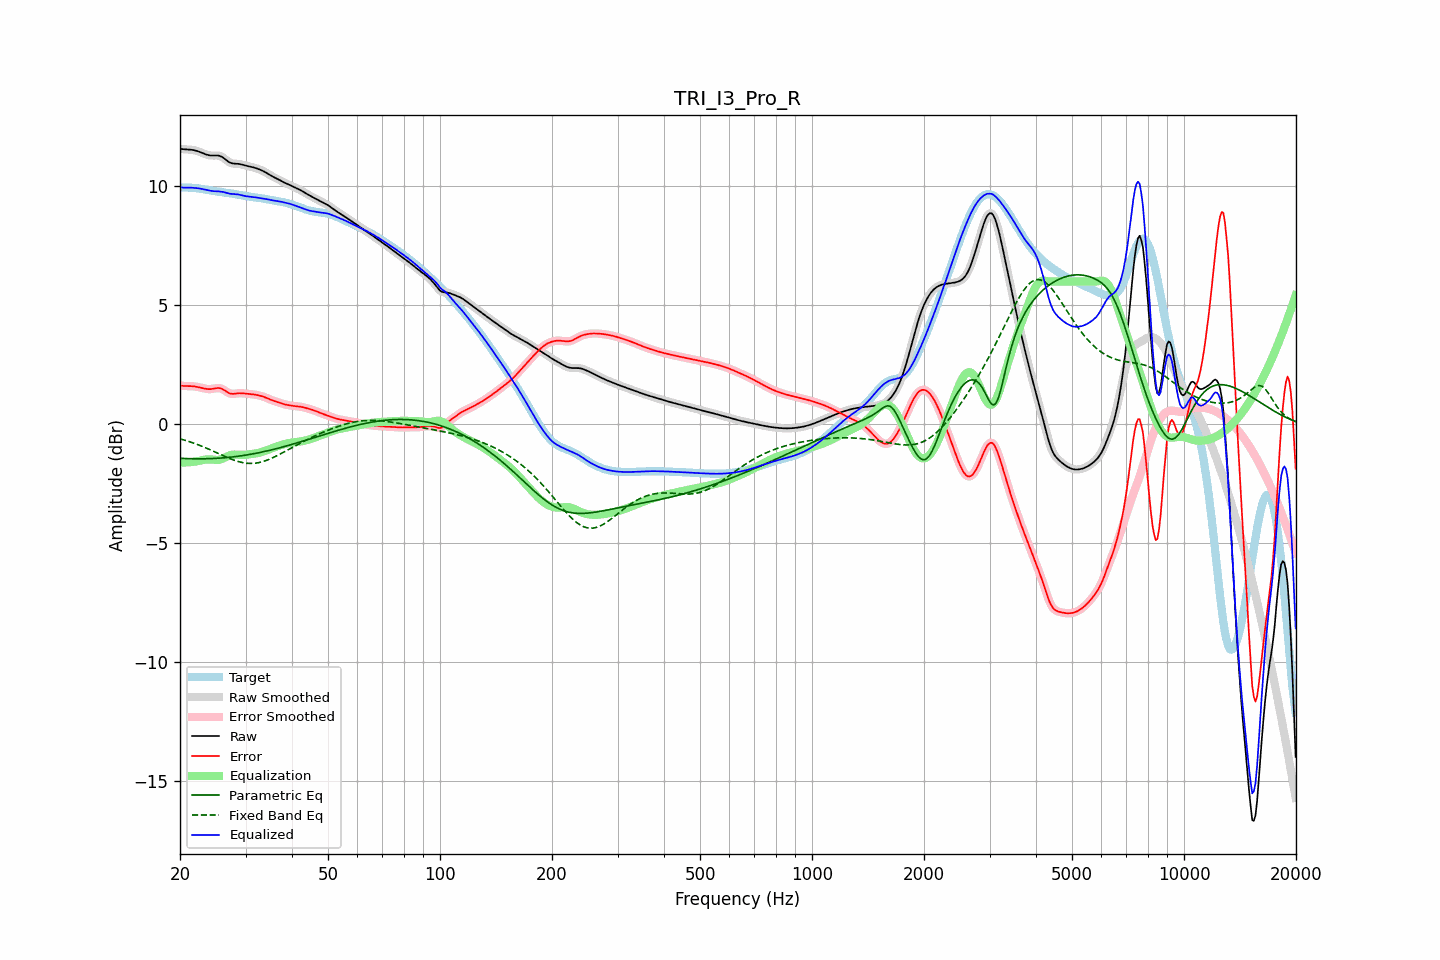 TRI_I3_Pro_R
Amplitude (dBr)
10
5
0
−5
−10
−15
Target
Raw Smoothed
Error Smoothed
Raw
Error
Equalization
Parametric Eq
Fixed Band Eq
Equalized
20 50 100 200 500 1000 2000 5000 10000 20000
Frequency (Hz)